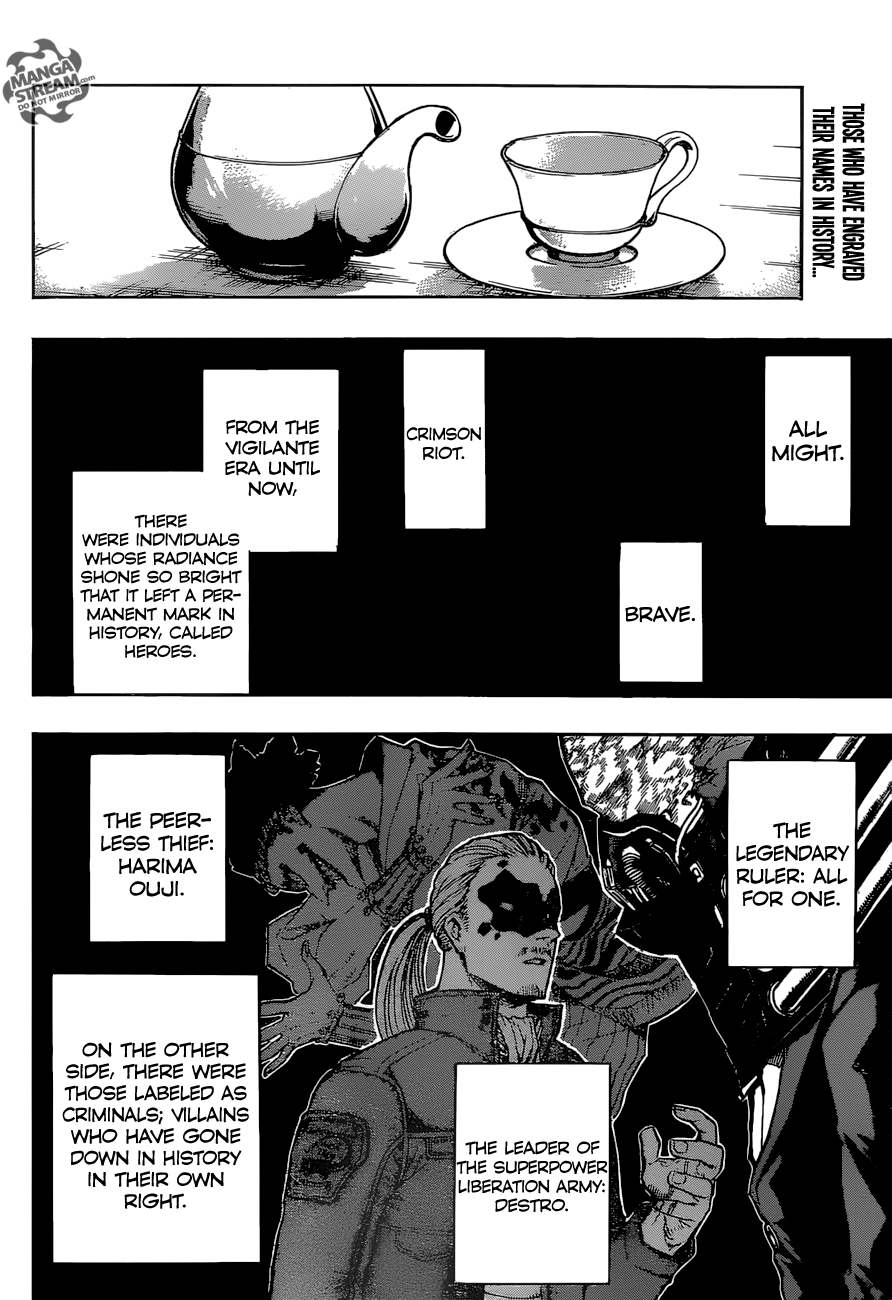 MANGA
STREAM.com
DO NOT MIRROR
THOSE WHO HAVE ENGRAVED
THEIR NAMES IN HISTORY...
ALL
MIGHT.
BRAVE.
CRIMSON
RIOT.
FROM THE
VIGILANTE
ERA UNTIL
NOW,
THERE
WERE INDIVIDUALS
WHOSE RADIANCE
SHONE SO BRIGHT
THAT IT LEFT A PER-
MANENT MARK IN
HISTORY, CALLED
HEROES.
THE
LEGENDARY
RULER: ALL
FOR ONE.
THE PEER-
LESS THIEF:
HARIMA
OUJI.
THE LEADER OF
THE SUPERPOWER
LIBERATION ARMY:
DESTRO.
ON THE OTHER
SIDE, THERE WERE
THOSE LABELED AS
CRIMINALS; VILLAINS
WHO HAVE GONE
DOWN IN HISTORY
IN THEIR OWN
RIGHT.